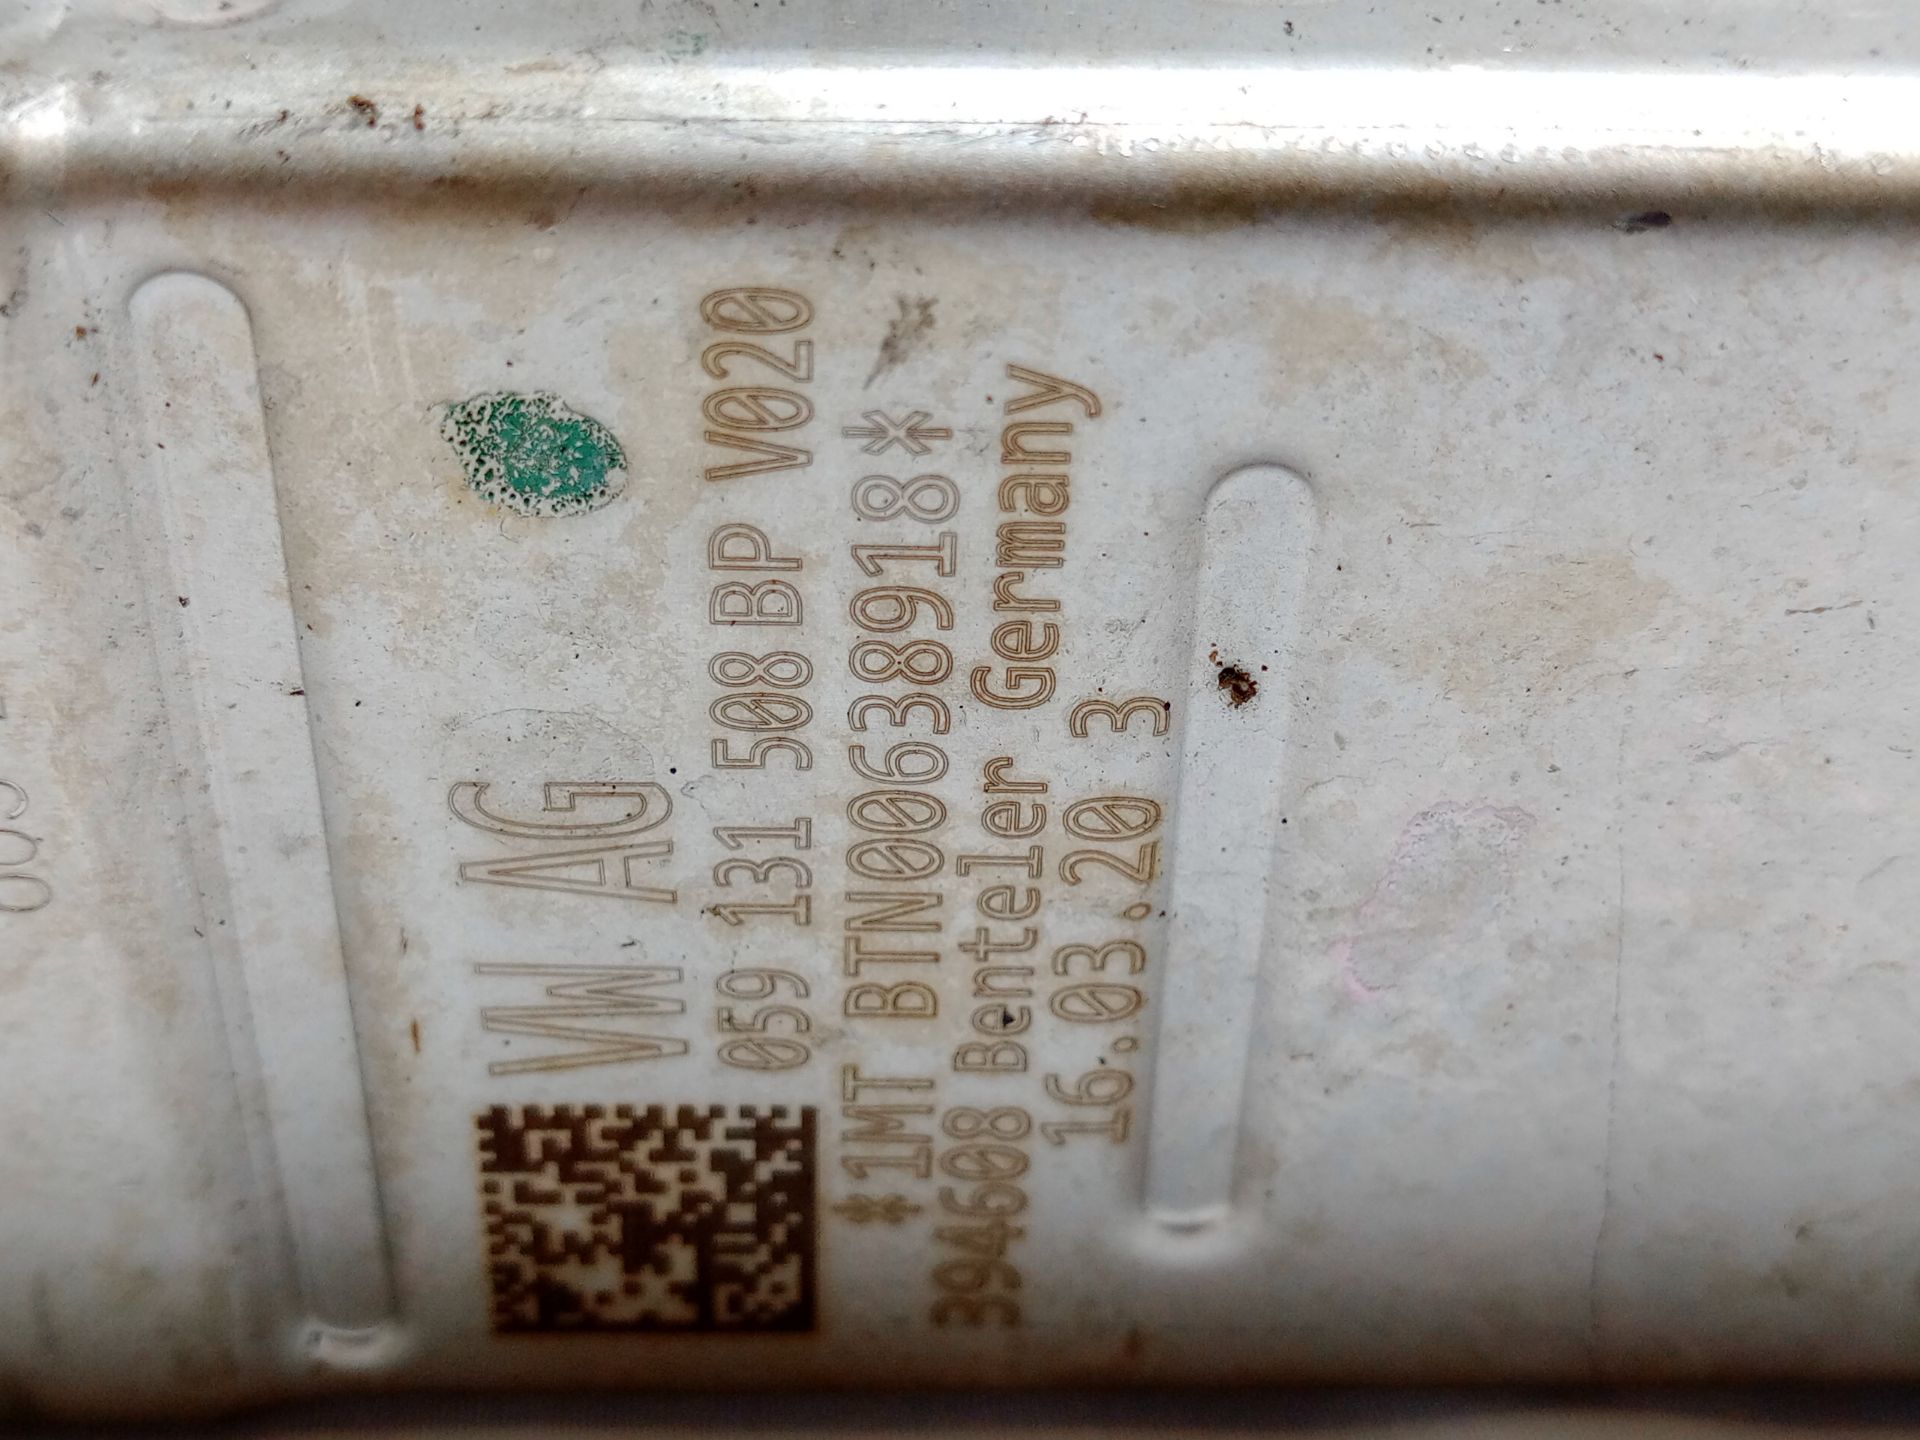 VW AG
059 131 508 BP V020
*1MT BTN00638918*
394608 Benteler Germany
16.03.20 3